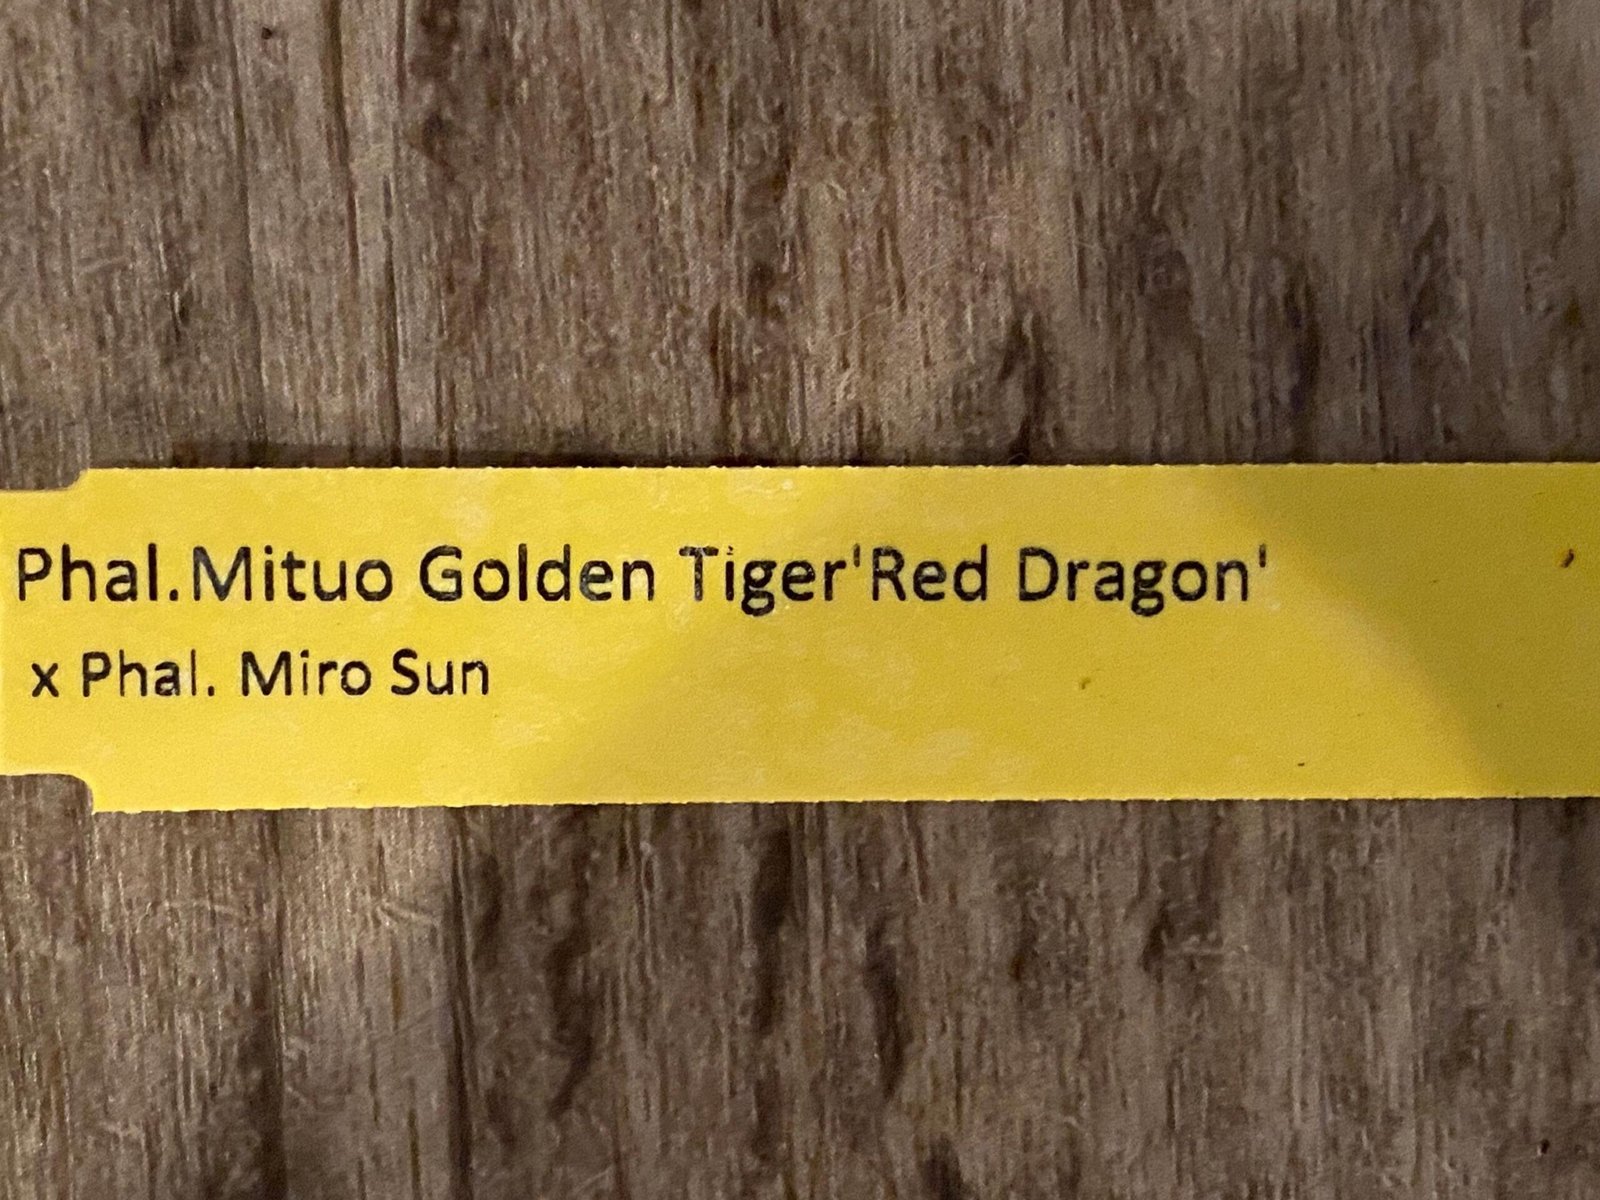 Phal.Mituo Golden Tiger'Red Dragon'
x Phal. Miro Sun